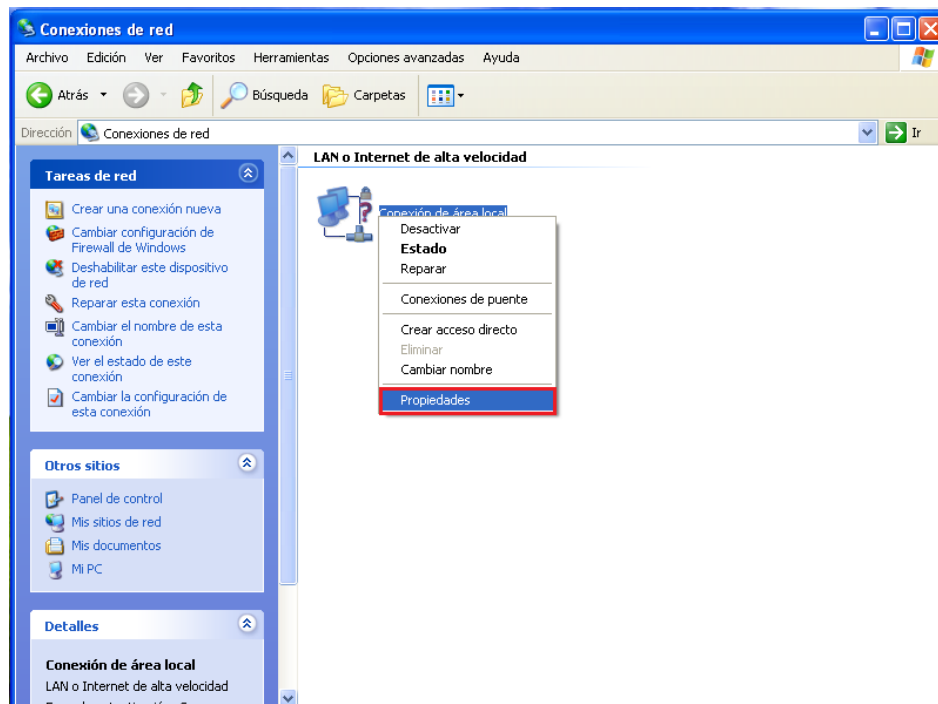 Conexiones de red
Archivo Edición Ver Favoritos Herramientas Opciones avanzadas Ayuda
Atrás Búsqueda Carpetas
Dirección Conexiones de red Ir
Tareas de red
Crear una conexión nueva
Cambiar configuración de
Firewall de Windows
Deshabilitar este dispositivo
de red
Reparar esta conexión
Cambiar el nombre de esta
conexión
Ver el estado de este
conexión
Cambiar la configuración de
esta conexión
Otros sitios
Panel de control
Mis sitios de red
Mis documentos
Mi PC
Detalles
Conexión de área local
LAN o Internet de alta velocidad
LAN o Internet de alta velocidad
Conexión de área local
Desactivar
Estado
Reparar
Conexiones de puente
Crear acceso directo
Eliminar
Cambiar nombre
Propiedades